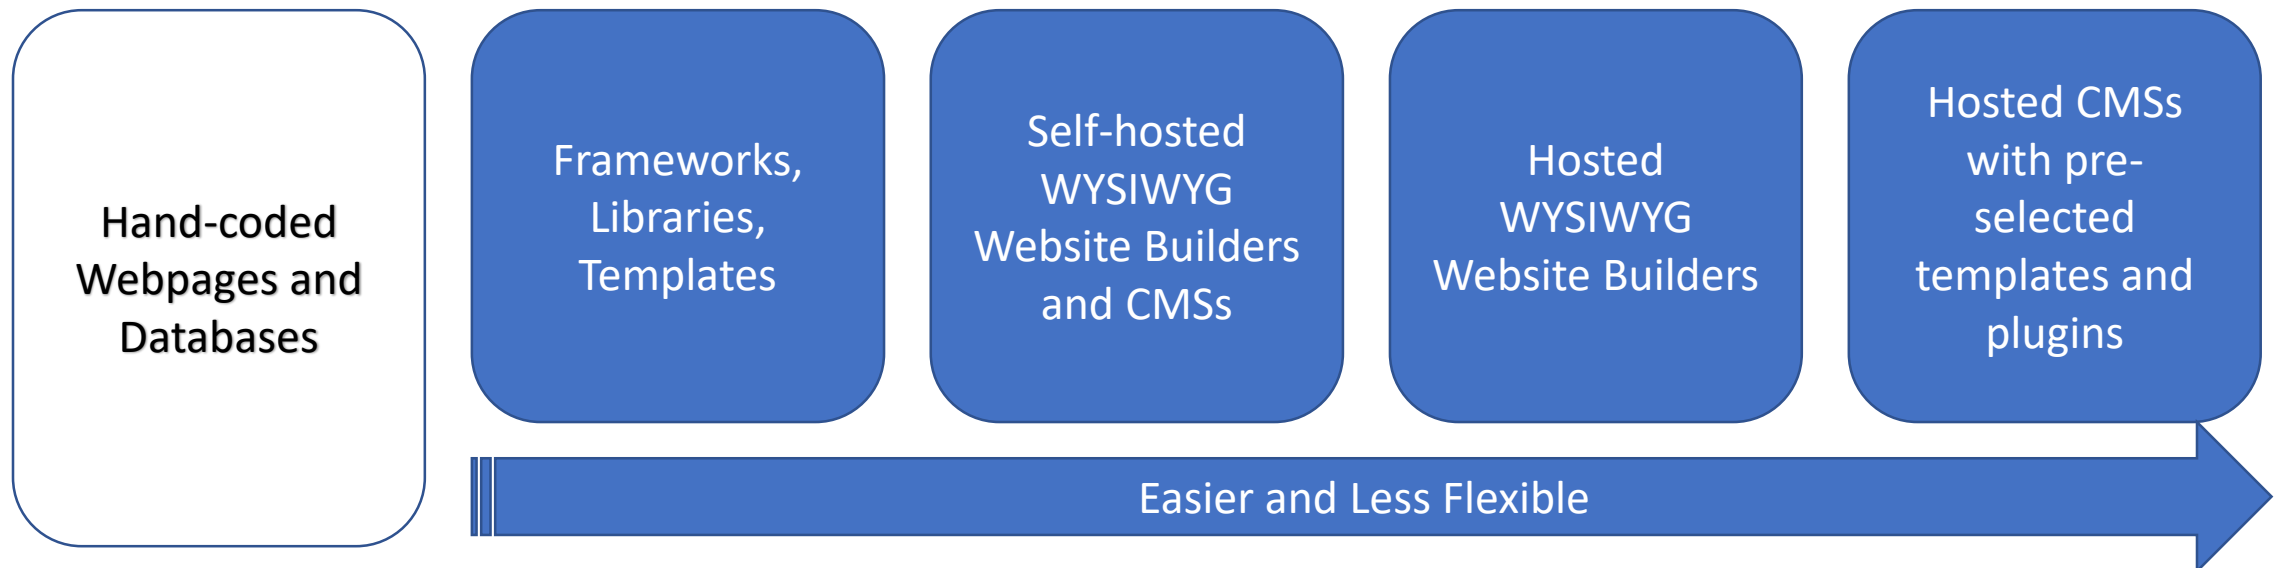 Hand-coded
Webpages and
Databases
Frameworks,
Libraries,
Templates
Self-hosted
WYSIWYG
Website Builders
and CMSs
Hosted
WYSIWYG
Website Builders
Hosted CMSs
with pre-
selected
templates and
plugins
Easier and Less Flexible